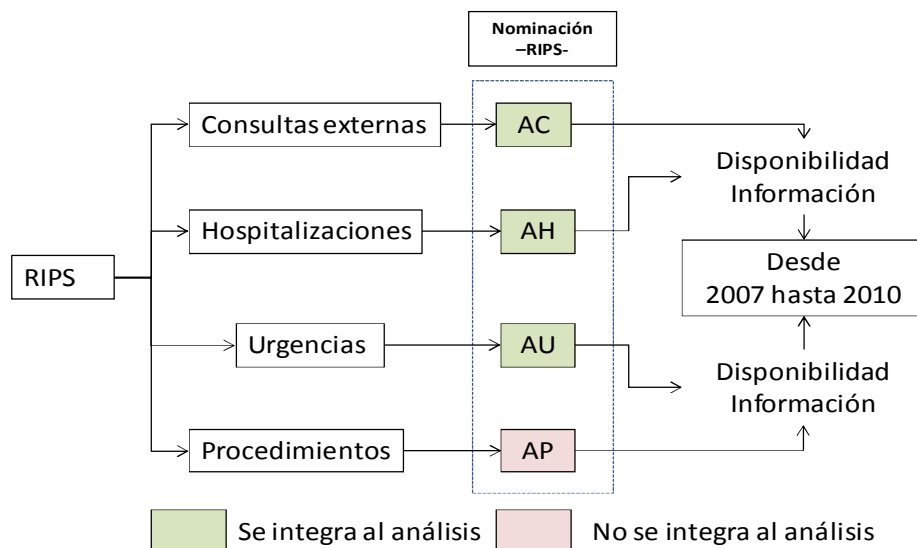 Nominación
–RIPS-
Consultas externas
AC
Disponibilidad
Información
Hospitalizaciones
AH
RIPS
Desde
2007 hasta 2010
Urgencias
AU
Disponibilidad
Información
Procedimientos
AP
Se integra al análisis
No se integra al análisis